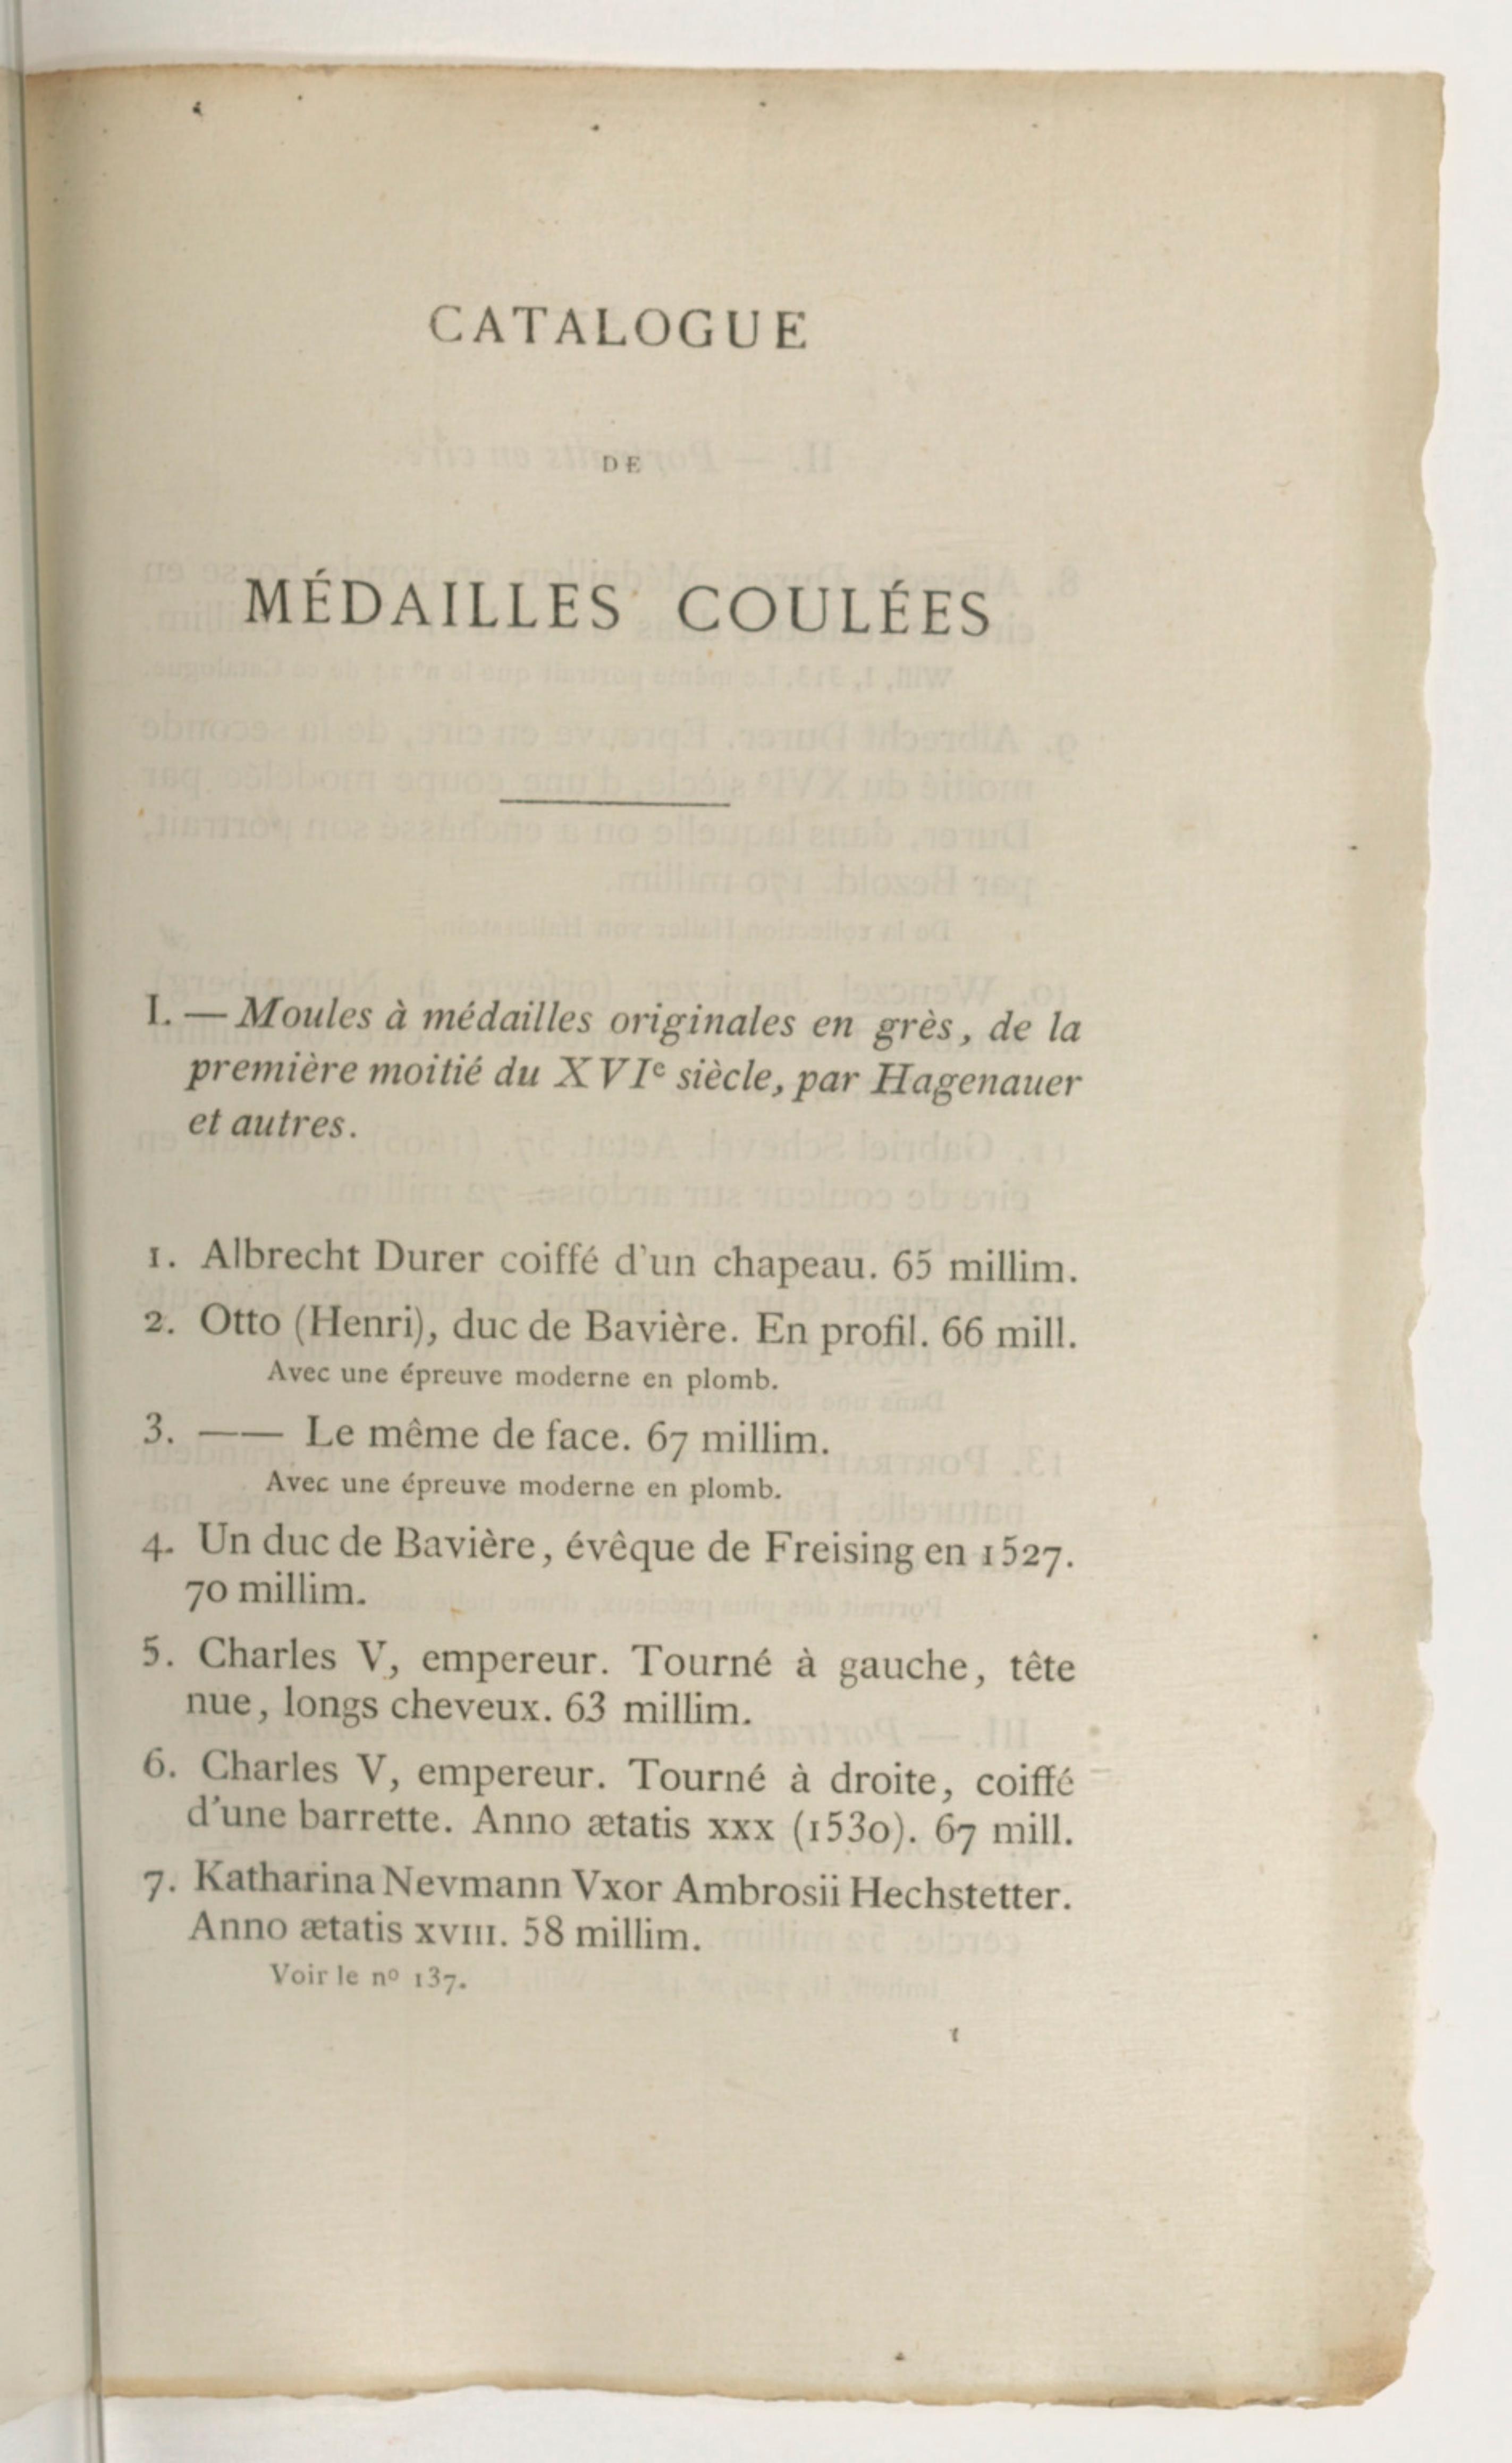 CATALOGUE
DE
MÉDAILLES COULÉES
I. — Moules à médailles originales en grès, de la
première moitié du XVIe siècle, par Hagenauer
et autres.
1. Albrecht Durer coiffé d'un chapeau. 65 millim.
2. Otto (Henri), duc de Bavière. En profil. 66 mill.
Avec une épreuve moderne en plomb.
3. —— Le même de face. 67 millim.
Avec une épreuve moderne en plomb.
4. Un duc de Bavière, évêque de Freising en 1527.
70 millim.
5. Charles V, empereur. Tourné à gauche, tête
nue, longs cheveux. 63 millim.
6. Charles V, empereur. Tourné à droite, coiffé
d'une barrette. Anno ætatis xxx (1530). 67 mill.
7. Katharina Nevmann Vxor Ambrosii Hechstetter.
Anno ætatis xviii. 58 millim.
Voir le nº 137.
1